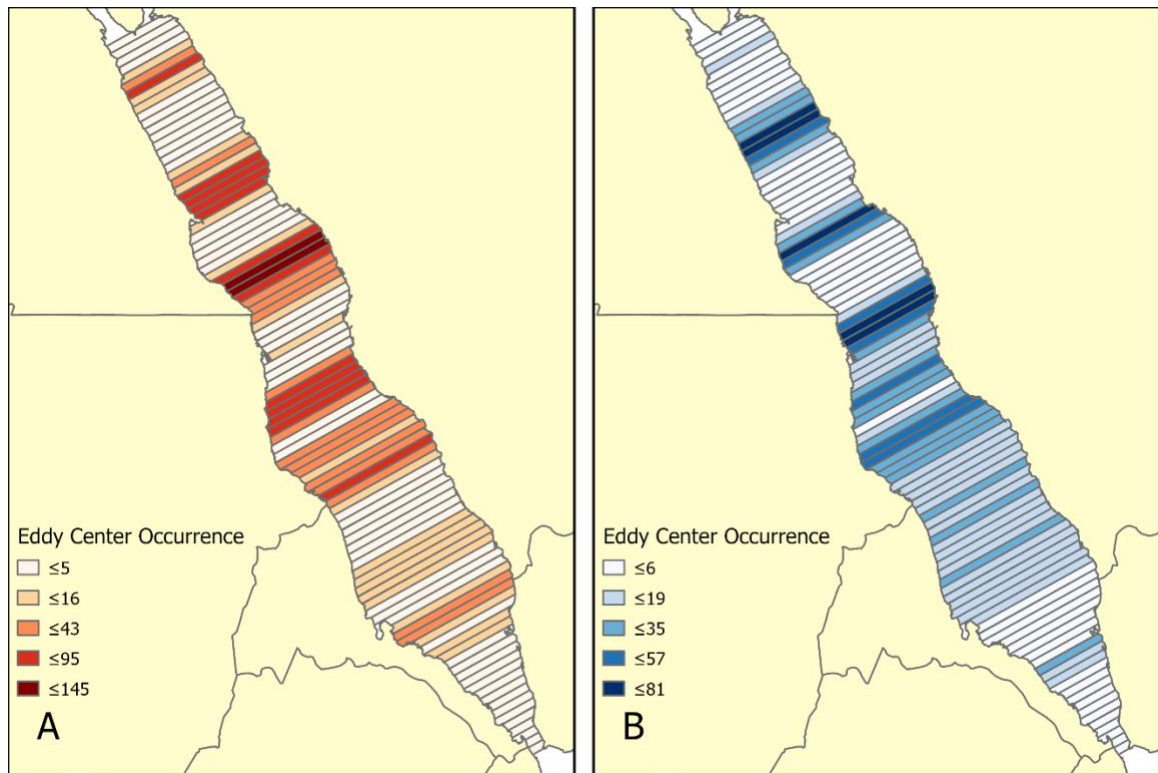 Eddy Center Occurrence
≤5
≤16
≤43
≤95
≤145
A
Eddy Center Occurrence
≤6
≤19
≤35
≤57
≤81
B